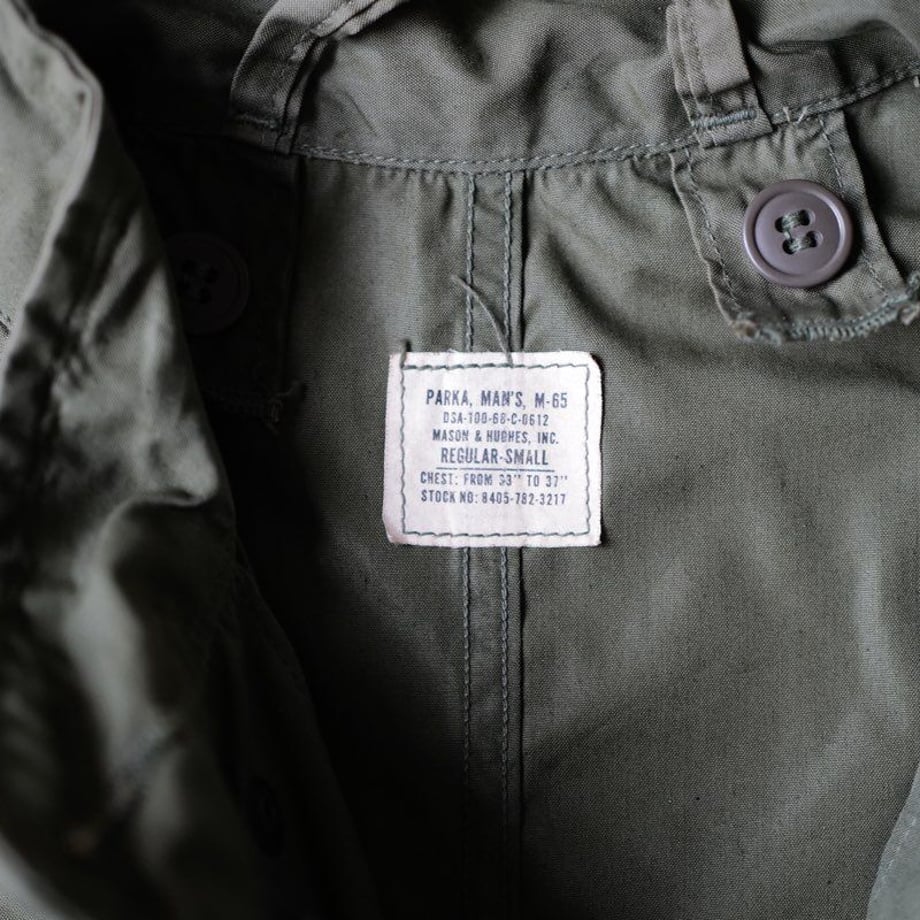 PARKA, MAN'S, M-65
DSA-100-68-C-0612
MASON & HUGHES, INC.
REGULAR-SMALL
CHEST: FROM 33" TO 37"
STOCK NO: 8405-782-3217